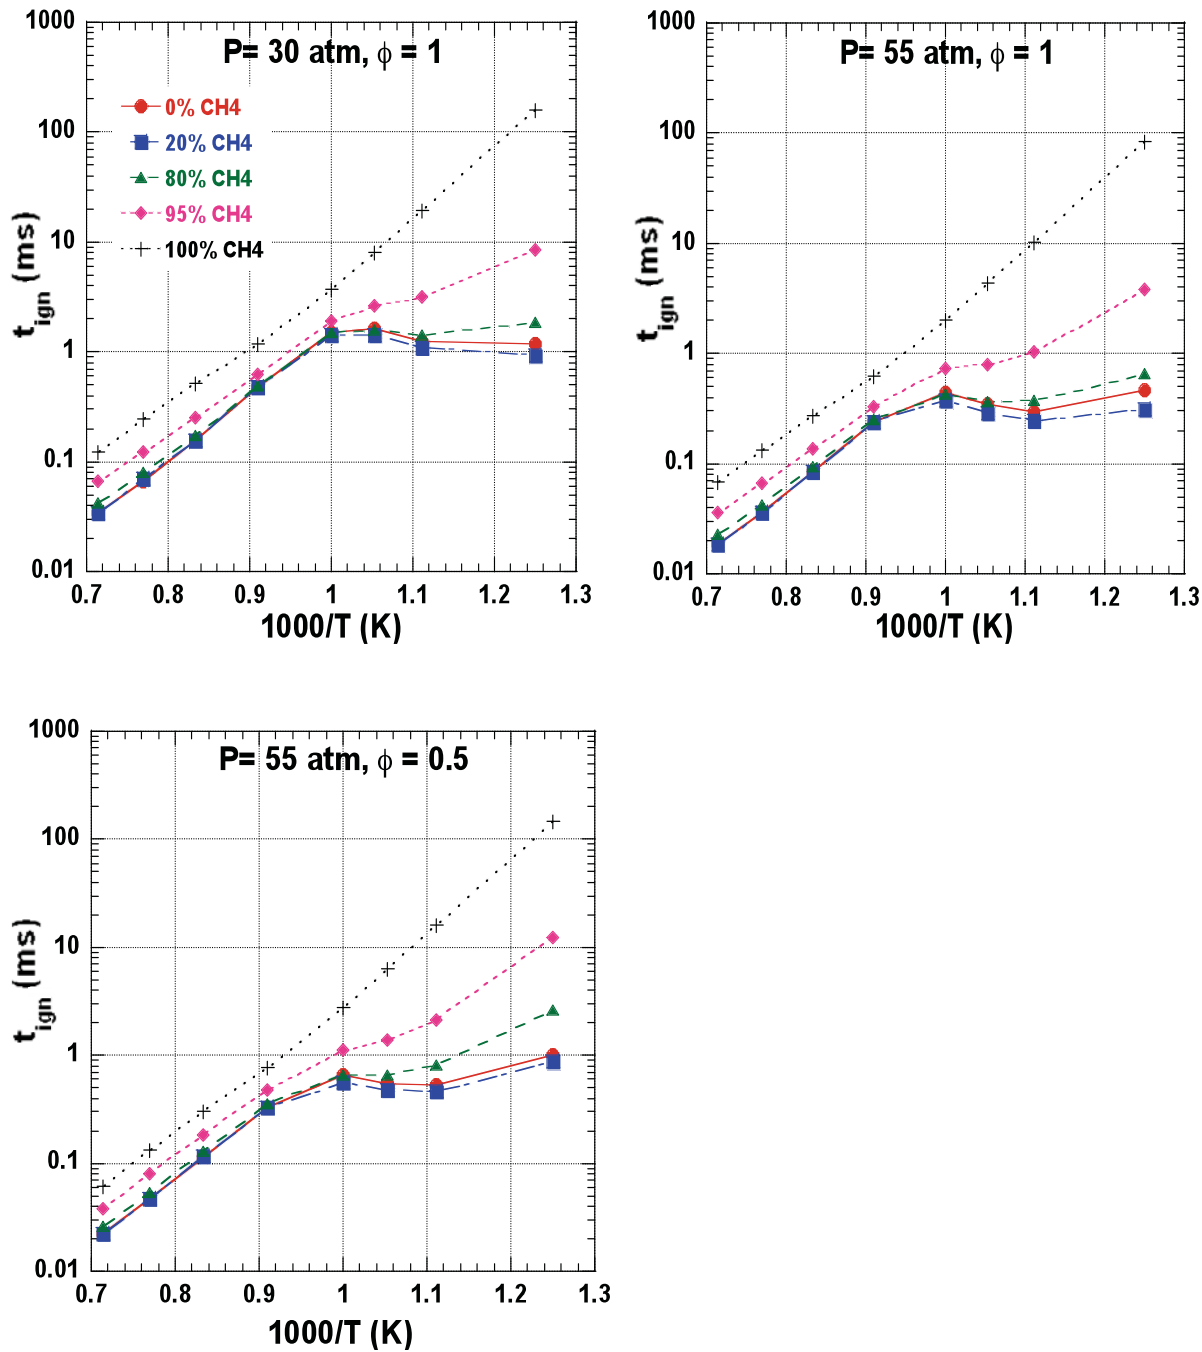 P= 30 atm, ϕ = 1
1000
100
10
1
0.1
0.01
t_ign (ms)
0% CH4
20% CH4
80% CH4
95% CH4
100% CH4
0.7 0.8 0.9 1 1.1 1.2 1.3
1000/T (K)
P= 55 atm, ϕ = 1
1000
100
10
1
0.1
0.01
t_ign (ms)
0.7 0.8 0.9 1 1.1 1.2 1.3
1000/T (K)
P= 55 atm, ϕ = 0.5
1000
100
10
1
0.1
0.01
t_ign (ms)
0.7 0.8 0.9 1 1.1 1.2 1.3
1000/T (K)